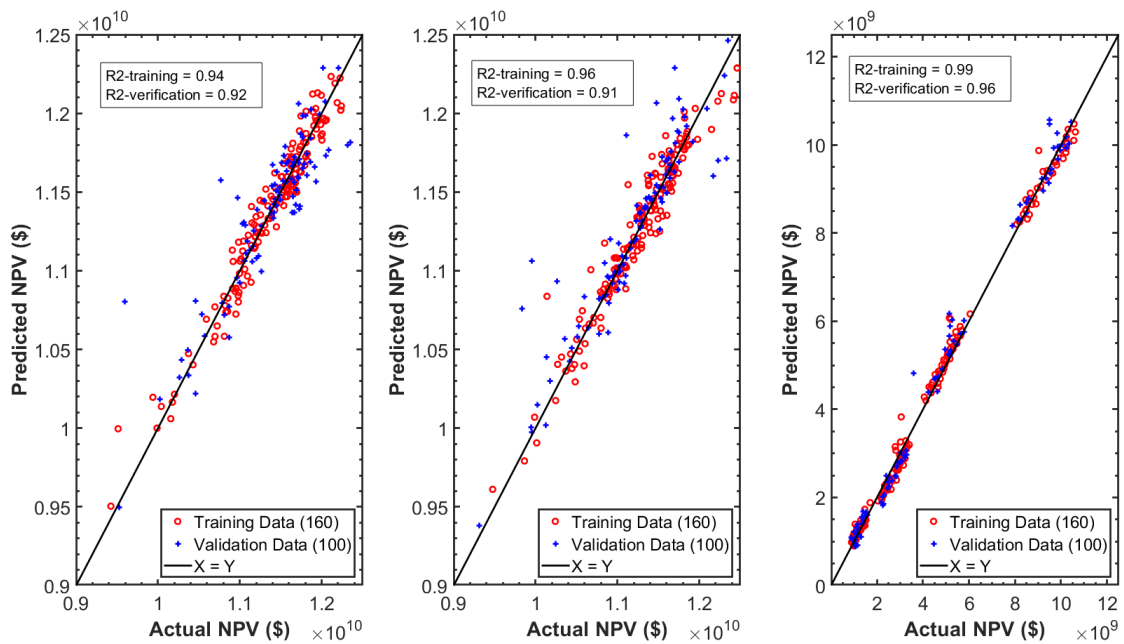 ×10^10
1.25
1.2
1.15
1.1
1.05
1
0.95
0.9
Predicted NPV ($)
R2-training = 0.94
R2-verification = 0.92
Training Data (160)
Validation Data (100)
X = Y
0.9 1 1.1 1.2
Actual NPV ($) ×10^10
×10^10
1.25
1.2
1.15
1.1
1.05
1
0.95
0.9
Predicted NPV ($)
R2-training = 0.96
R2-verification = 0.91
Training Data (160)
Validation Data (100)
X = Y
0.9 1 1.1 1.2
Actual NPV ($) ×10^10
×10^9
12
10
8
6
4
2
0
Predicted NPV ($)
R2-training = 0.99
R2-verification = 0.96
Training Data (160)
Validation Data (100)
X = Y
0 2 4 6 8 10 12
Actual NPV ($) ×10^9